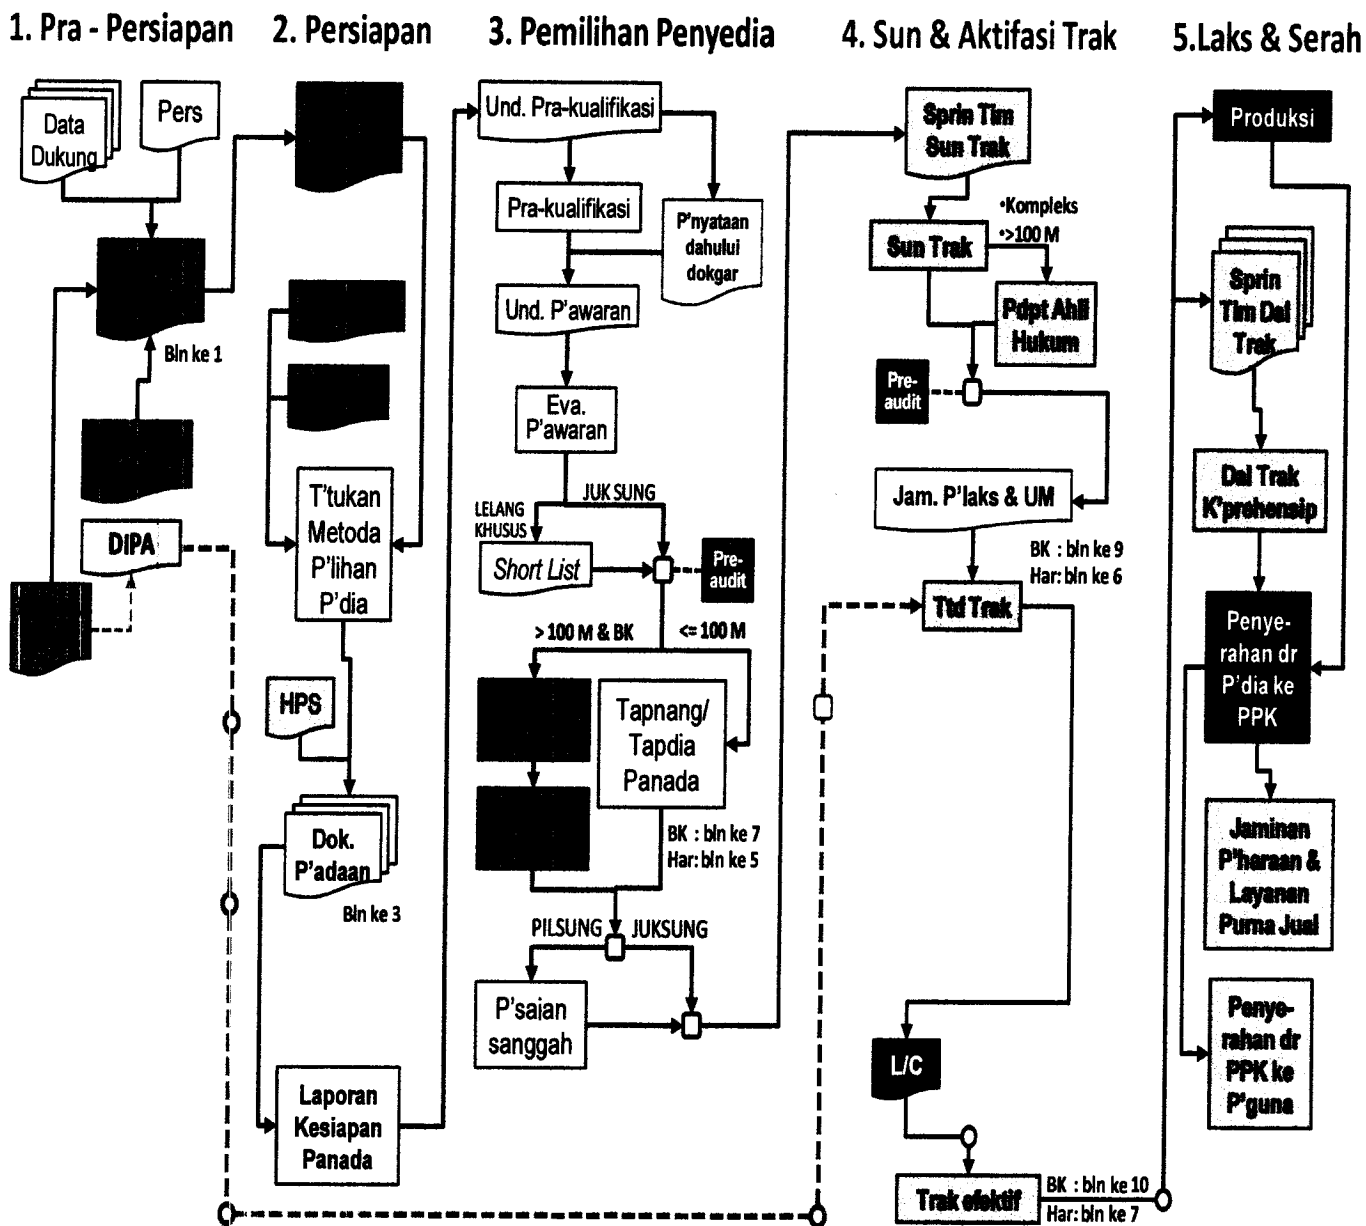 1. Pra - Persiapan
Data
Dukung
Pers
Bln ke 1
DIPA
2. Persiapan
T'tukan
Metoda
P'lihan
P'dia
HPS
Dok.
P'adaan
Bln ke 3
Laporan
Kesiapan
Panada
3. Pemilihan Penyedia
Und. Pra-kualifikasi
Pra-kualifikasi
P'nyataan
dahului
dokgar
Und. P'awaran
Eva.
P'awaran
JUK SUNG
LELANG
KHUSUS
Short List
Pre-
audit
> 100 M & BK
<= 100 M
Tapnang/
Tapdia
Panada
BK : bln ke 7
Har: bln ke 5
PILSUNG
JUKSUNG
P'saian
sanggah
4. Sun & Aktifasi Trak
Sprin Tim
Sun Trak
•Kompleks
•>100 M
Sun Trak
Pdpt Ahli
Hukum
Pre-
audit
Jam. P'laks & UM
BK : bln ke 9
Har: bln ke 6
Ttd Trak
L/C
Trak efektif
BK : bln ke 10
Har: bln ke 7
5.Laks & Serah
Produksi
Sprin
Tim Dal
Trak
Dal Trak
K'prehensip
Penye-
rahan dr
P'dia ke
PPK
Jaminan
P'haraan &
Layanan
Purna Jual
Penye-
rahan dr
PPK ke
P'guna